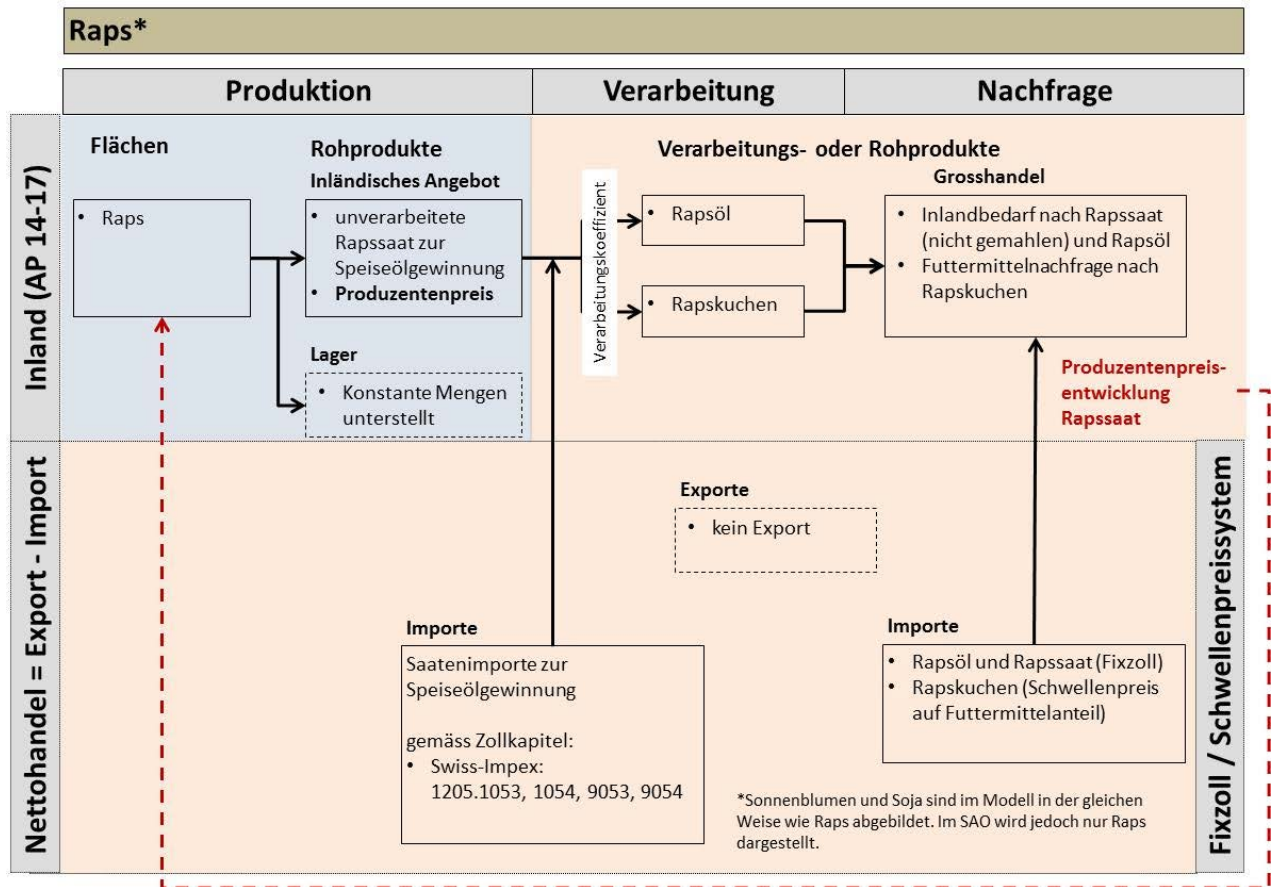 Raps*
Produktion
Verarbeitung
Nachfrage
Inland (AP 14-17)
Flächen
• Raps
Rohprodukte
Inländisches Angebot
• unverarbeitete
Rapssaat zur
Speiseölgewinnung
• Produzentenpreis
Lager
• Konstante Mengen
unterstellt
Verarbeitungs- oder Rohprodukte
Verarbeitungskoeffizient
• Rapsöl
• Rapskuchen
Grosshandel
• Inlandbedarf nach Rapssaat
(nicht gemahlen) und Rapsöl
• Futtermittelnachfrage nach
Rapskuchen
Produzentenpreis-
entwicklung
Rapssaat
Nettohandel = Export - Import
Exporte
• kein Export
Importe
Saatenimporte zur
Speiseölgewinnung
gemäss Zollkapitel:
• Swiss-Impex:
1205.1053, 1054, 9053, 9054
Importe
• Rapsöl und Rapssaat (Fixzoll)
• Rapskuchen (Schwellenpreis
auf Futtermittelanteil)
*Sonnenblumen und Soja sind im Modell in der gleichen
Weise wie Raps abgebildet. Im SAO wird jedoch nur Raps
dargestellt.
Fixzoll / Schwellenpreissystem